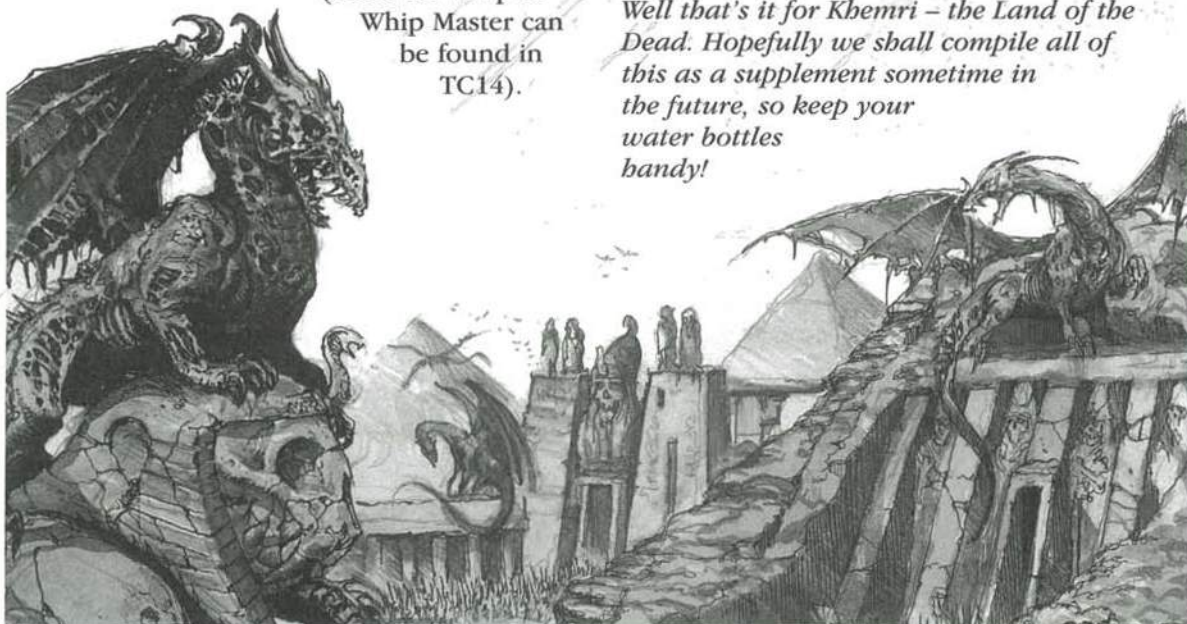 Whip Master can
be found in
TC14).
Well that's it for Khemri – the Land of the
Dead. Hopefully we shall compile all of
this as a supplement sometime in
the future, so keep your
water bottles
handy!